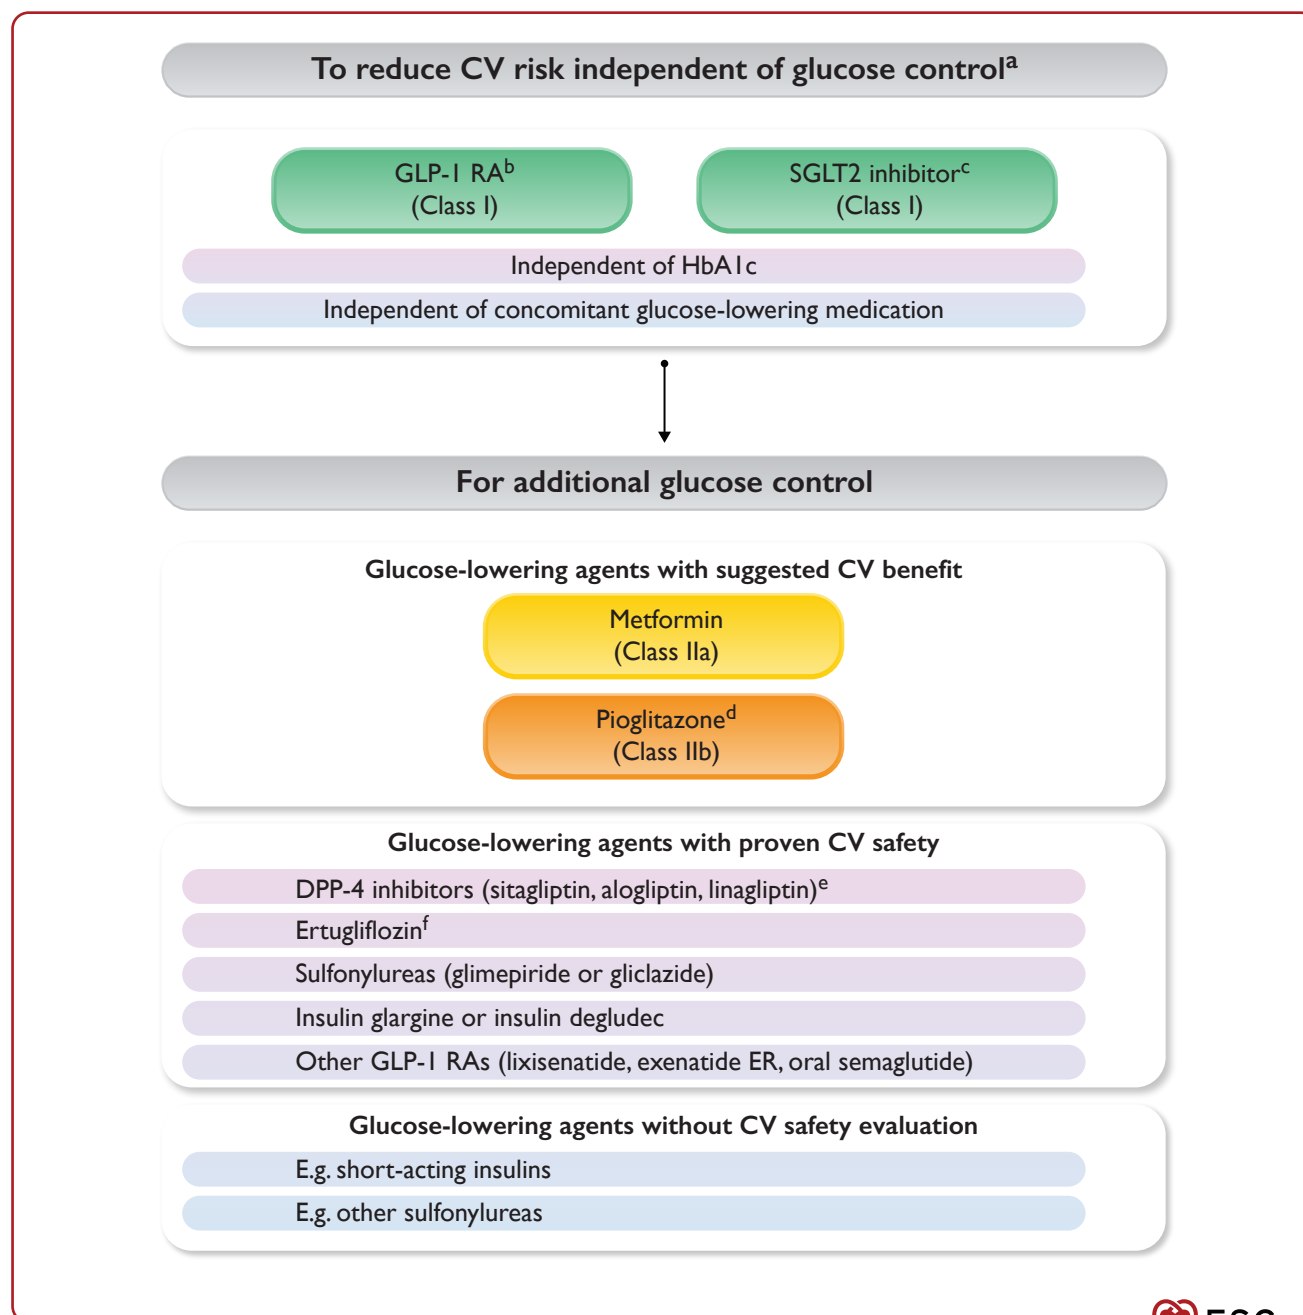 To reduce CV risk independent of glucose controlᵃ
GLP-1 RAᵇ
(Class I)
SGLT2 inhibitorᶜ
(Class I)
Independent of HbA1c
Independent of concomitant glucose-lowering medication
For additional glucose control
Glucose-lowering agents with suggested CV benefit
Metformin
(Class IIa)
Pioglitazoneᵈ
(Class IIb)
Glucose-lowering agents with proven CV safety
DPP-4 inhibitors (sitagliptin, alogliptin, linagliptin)ᵉ
Ertugliflozinᶠ
Sulfonylureas (glimepiride or gliclazide)
Insulin glargine or insulin degludec
Other GLP-1 RAs (lixisenatide, exenatide ER, oral semaglutide)
Glucose-lowering agents without CV safety evaluation
E.g. short-acting insulins
E.g. other sulfonylureas
ESC